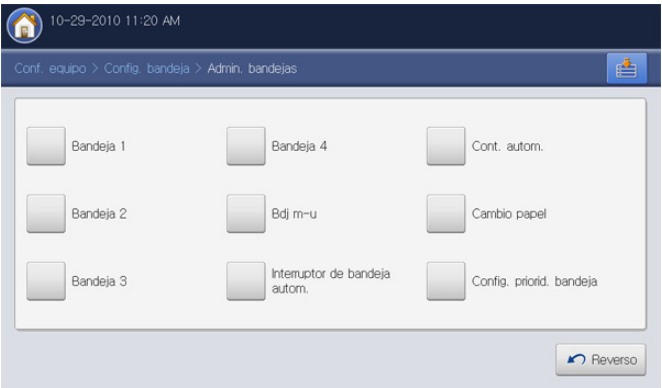 10-29-2010 11:20 AM
Conf. equipo > Config. bandeja > Admin. bandejas
Bandeja 1
Bandeja 4
Cont. autom.
Bandeja 2
Bdj m-u
Cambio papel
Bandeja 3
Interruptor de bandeja
autom.
Config. priorid. bandeja
Reverso